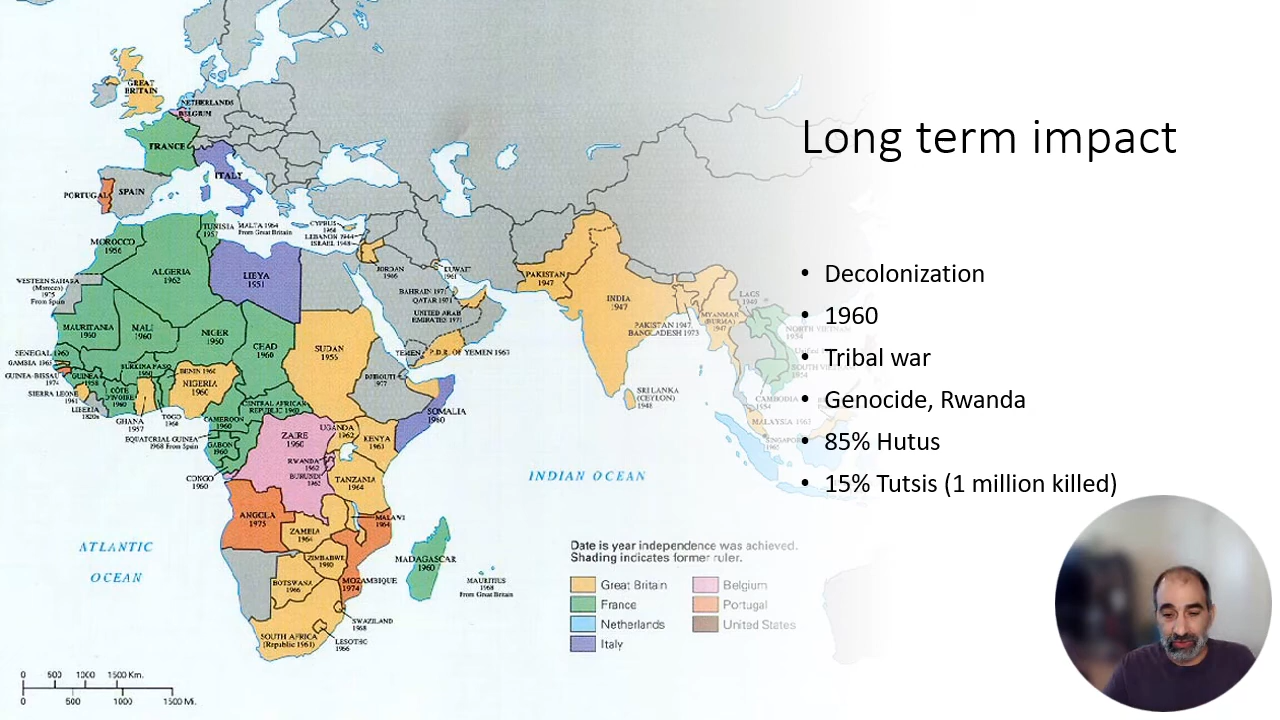 Long term impact
• Decolonization
• 1960
• Tribal war
• Genocide, Rwanda
• 85% Hutus
• 15% Tutsis (1 million killed)
GREAT
BRITAIN
NETHERLANDS
BELGIUM
FRANCE
ITALY
PORTUGAL
SPAIN
TUNISIA
MALTA 1964
From Great Britain
CYPRUS
LEBANON 1944
ISRAEL 1948
MOROCCO
1956
ALGERIA
1962
LIBYA
1951
JORDAN
1946
KUWAIT
1961
BAHRAIN 1971
QATAR 1971
UNITED ARAB
EMIRATES 1971
WESTERN SAHARA
(Morocco)
1975
From Spain
MAURITANIA
1960
MALI
1960
NIGER
1960
CHAD
1960
SUDAN
YEMEN
P.D.R. OF YEMEN 1967
PAKISTAN
1947
INDIA
1947
PAKISTAN 1947
BANGLADESH 1973
MYANMAR
(BURMA)
1947
LAOS
1949
NORTH VIETNAM
1954
SOUTH VIETNAM
1954
CAMBODIA
1954
MALAYSIA 1963
SINGAPORE
1965
SRI LANKA
(CEYLON)
1948
SENEGAL 1960
GAMBIA 1965
GUINEA-BISSAU
1974
GUINEA
SIERRA LEONE
1961
LIBERIA
1820s
CÔTE
D'IVOIRE
1960
BURKINA FASO
1960
GHANA
1957
TOGO
1960
BENIN 1960
NIGERIA
1960
CAMEROON
1960
CENTRAL AFRICAN
REPUBLIC 1960
EQUATORIAL GUINEA
1968 From Spain
GABON
1960
CONGO
1960
ZAIRE
1960
UGANDA
1962
KENYA
1963
RWANDA
1962
BURUNDI
1962
TANZANIA
1964
DJIBOUTI
1977
SOMALIA
1960
ANGOLA
1975
ZAMBIA
1964
MALAWI
1964
ZIMBABWE
1980
MOZAMBIQUE
1974
BOTSWANA
1966
MADAGASCAR
1960
MAURITIUS
1968
From Great Britain
SWAZILAND
1968
LESOTHO
1966
SOUTH AFRICA
(Republic 1961)
INDIAN OCEAN
ATLANTIC
OCEAN
Date is year independence was achieved.
Shading indicates former ruler.
Great Britain
France
Netherlands
Italy
Belgium
Portugal
United States
0 500 1000 1500 Km.
0 500 1000 1500 Mi.